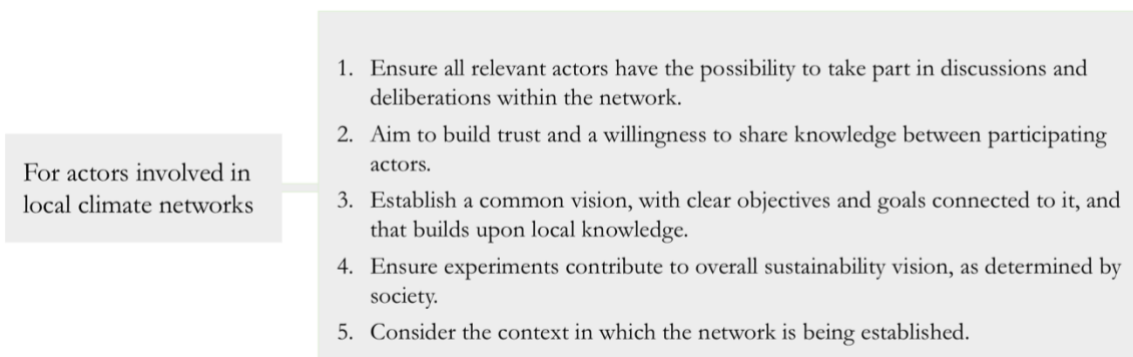 For actors involved in
local climate networks
1. Ensure all relevant actors have the possibility to take part in discussions and
deliberations within the network.
2. Aim to build trust and a willingness to share knowledge between participating
actors.
3. Establish a common vision, with clear objectives and goals connected to it, and
that builds upon local knowledge.
4. Ensure experiments contribute to overall sustainability vision, as determined by
society.
5. Consider the context in which the network is being established.